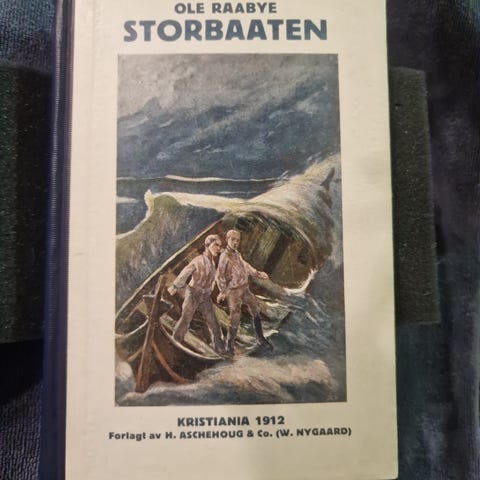 OLE RAABYE
STORBAATEN
KRISTIANIA 1912
Forlagt av H. ASCHEHOUG & Co. (W. NYGAARD)